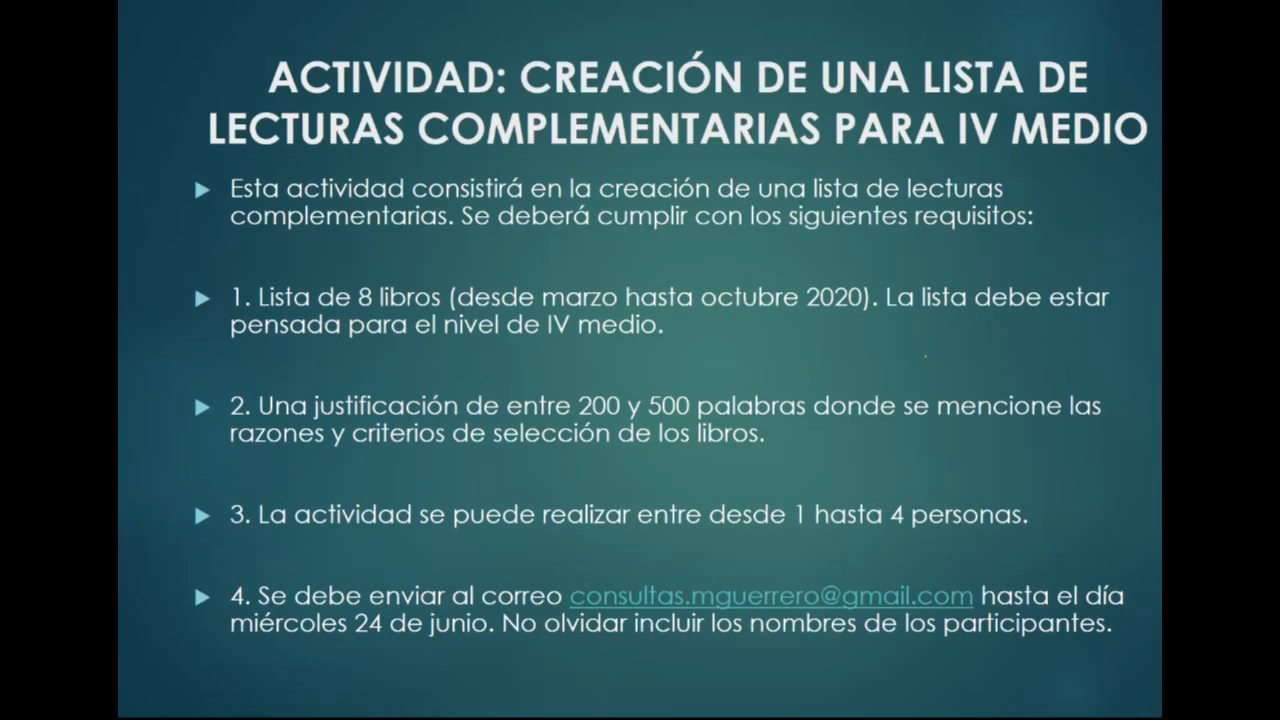 ACTIVIDAD: CREACIÓN DE UNA LISTA DE
LECTURAS COMPLEMENTARIAS PARA IV MEDIO
Esta actividad consistirá en la creación de una lista de lecturas
complementarias. Se deberá cumplir con los siguientes requisitos:
1. Lista de 8 libros (desde marzo hasta octubre 2020). La lista debe estar
pensada para el nivel de IV medio.
2. Una justificación de entre 200 y 500 palabras donde se mencione las
razones y criterios de selección de los libros.
3. La actividad se puede realizar entre desde 1 hasta 4 personas.
4. Se debe enviar al correo consultas.mguerrero@gmail.com hasta el día
miércoles 24 de junio. No olvidar incluir los nombres de los participantes.